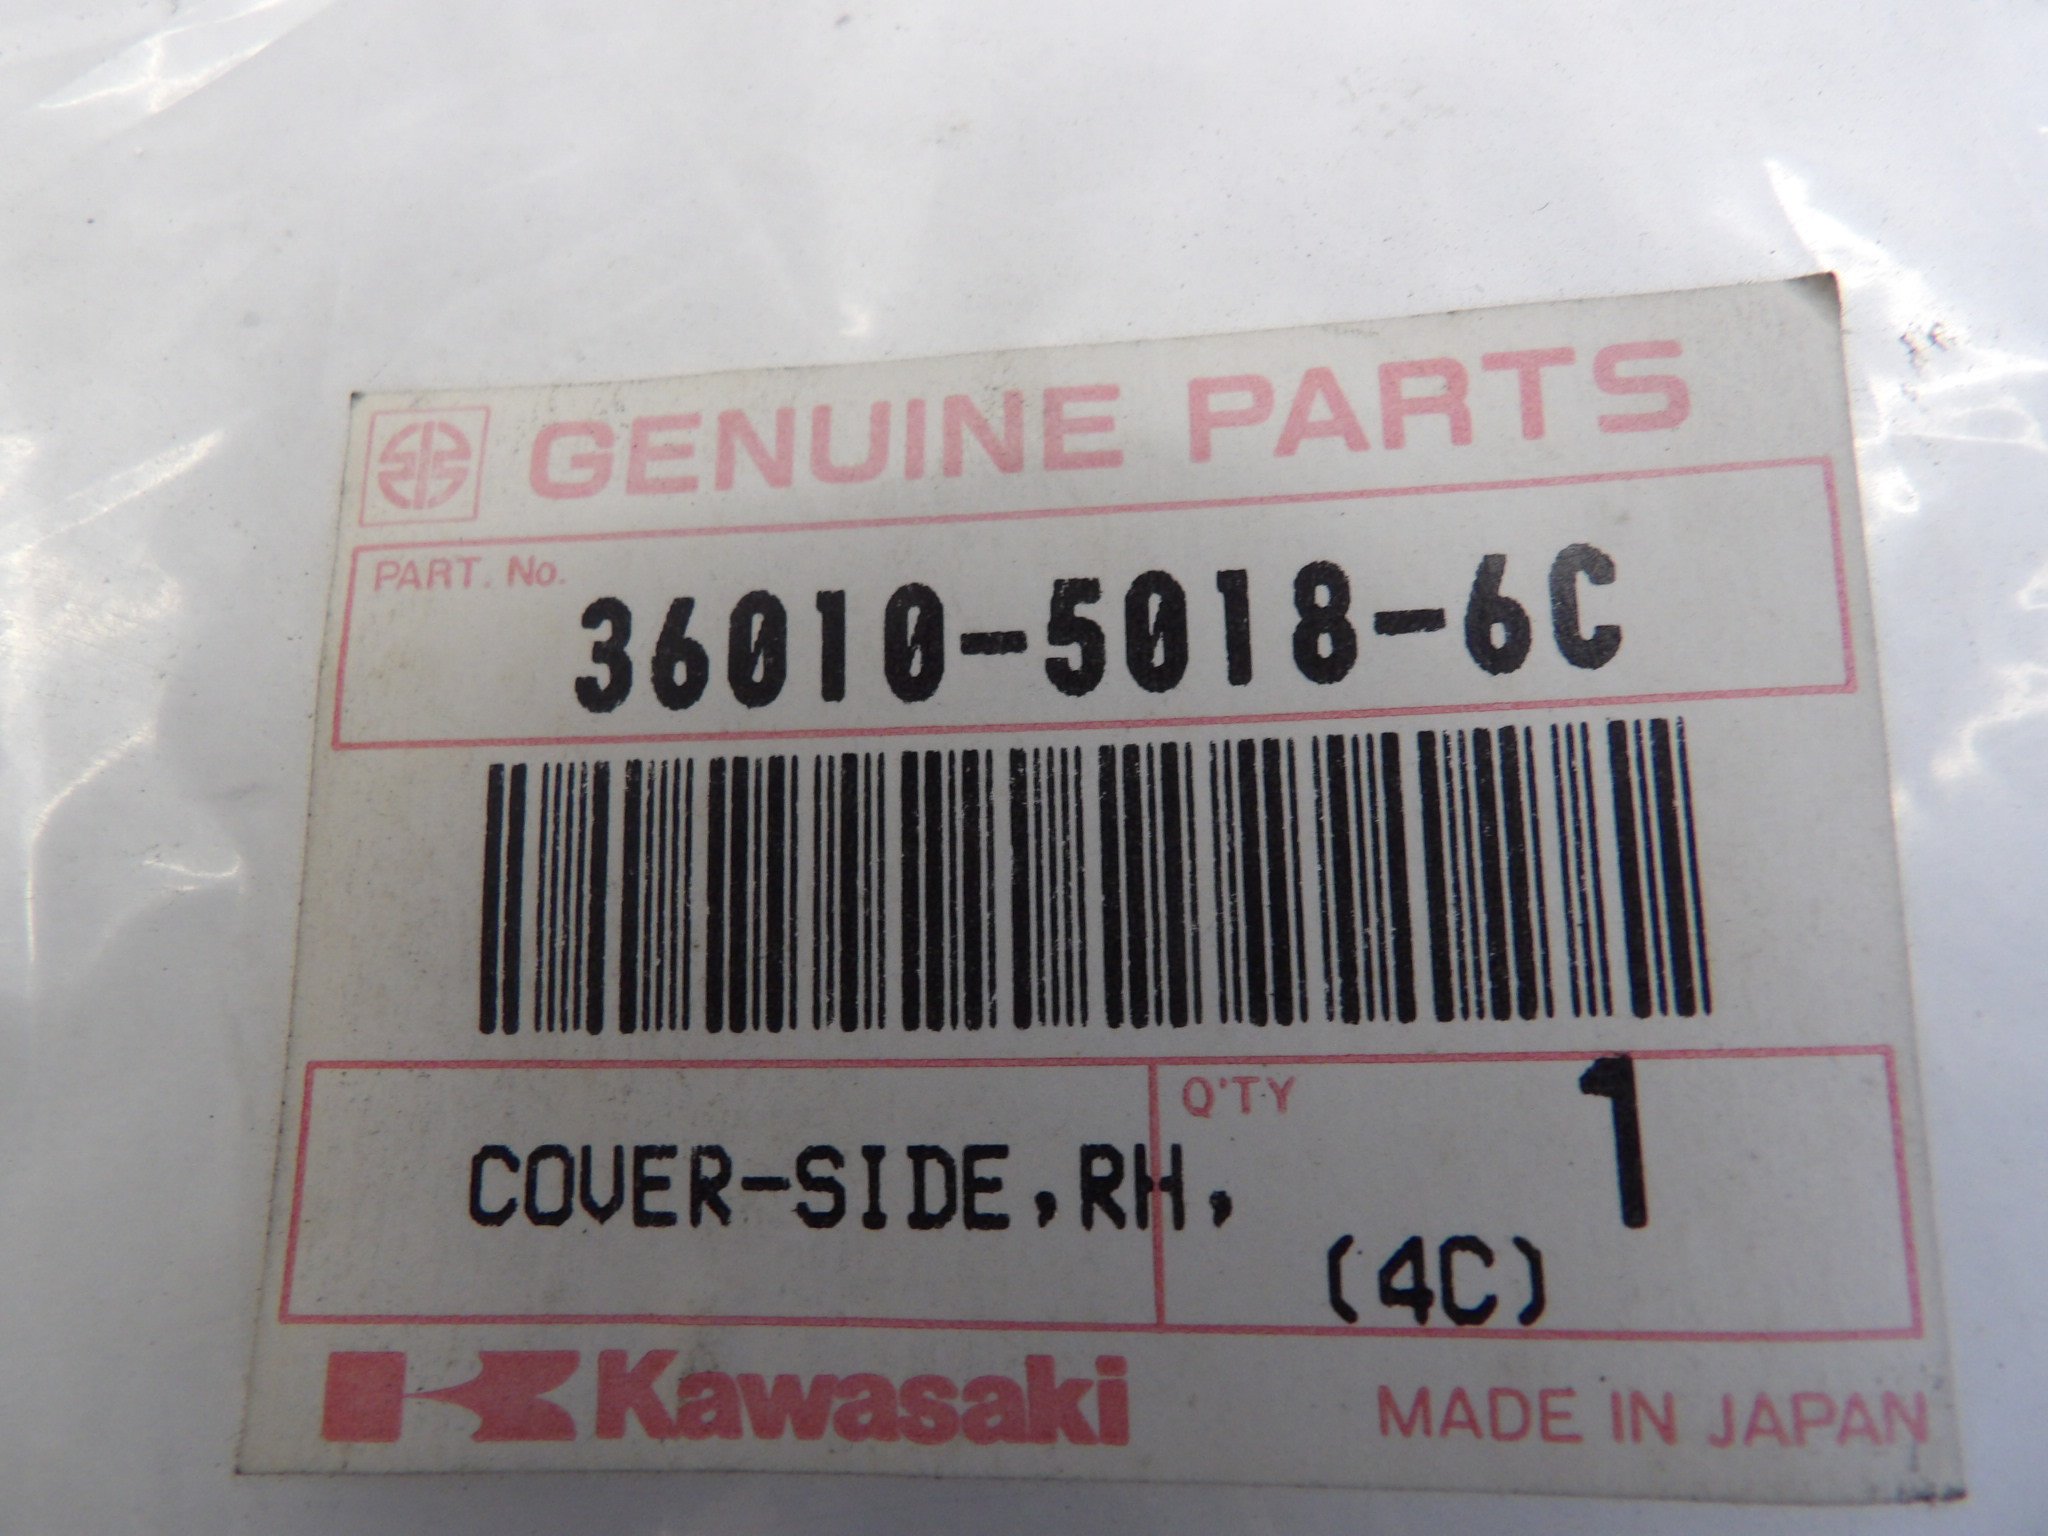 GENUINE PARTS
PART. No.
36010-5018-6C
Q'TY
1
COVER-SIDE,RH,
(4C)
Kawasaki
MADE IN JAPAN